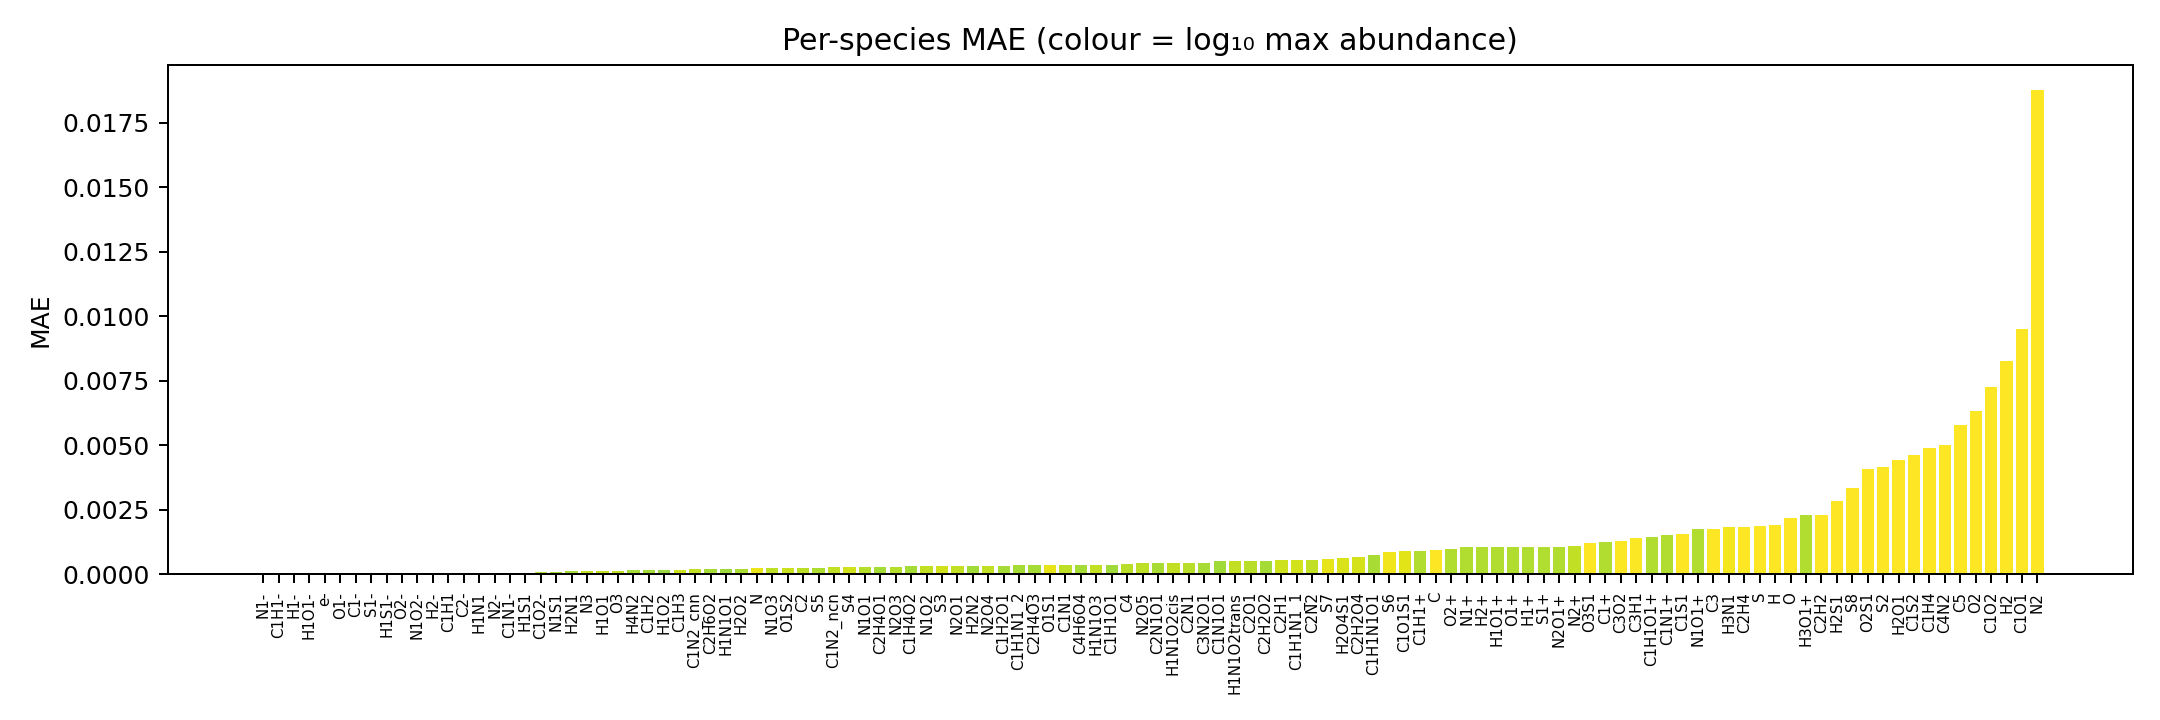 Per-species MAE (colour = log₁₀ max abundance)
MAE
0.0175
0.0150
0.0125
0.0100
0.0075
0.0050
0.0025
0.0000
N1-
C1H1-
H1-
H1O1-
e-
O1-
C1-
S1-
H1S1-
O2-
N1O2-
H2-
C1H1
C2-
H1N1
N2-
C1N1-
H1S1
C1O2-
N1S1
H2N1
N3
H1O1
O3
H4N2
C1H2
H1O2
C1H3
C1N2_cnn
C2H6O2
H1N1O1
H2O2
N
N1O3
O1S2
C2
S5
C1N2_ncn
S4
N1O1
C2H4O1
N2O3
C1H4O2
N1O2
S3
N2O1
H2N2
N2O4
C1H2O1
C1H1N1_2
C2H4O3
O1S1
C1N1
C4H6O4
H1N1O3
C1H1O1
C4
N2O5
C2N1O1
H1N1O2cis
C2N1
C3N2O1
C1N1O1
H1N1O2trans
C2O1
C2H2O2
C2H1
C1H1N1_1
C2N2
S7
H2O4S1
C2H2O4
C1H1N1O1
S6
C1O1S1
C1H1+
C
O2+
N1+
H2+
H1O1+
O1+
H1+
S1+
N2O1+
N2+
O3S1
C1+
C3O2
C3H1
C1H1O1+
C1N1+
C1S1
N1O1+
C3
H3N1
C2H4
S
H
O
H3O1+
C2H2
H2S1
S8
O2S1
S2
H2O1
C1S2
C1H4
C4N2
C5
O2
C1O2
H2
C1O1
N2